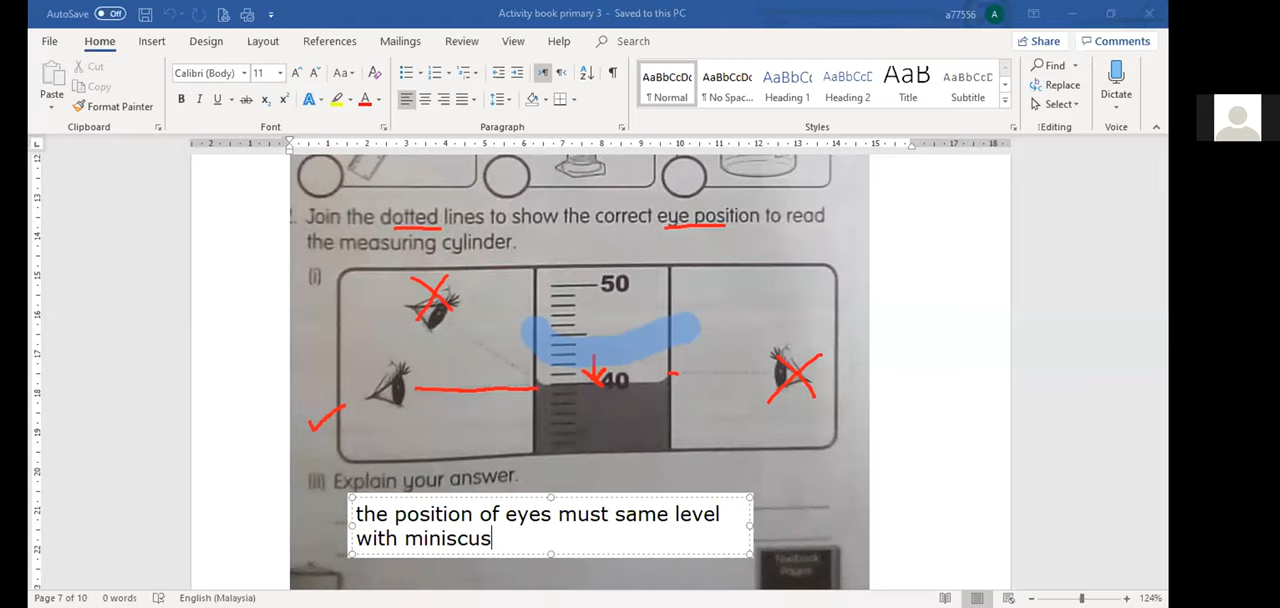 AutoSave
Off
Activity book primary 3 - Saved to this PC
a77556
A
File
Home
Insert
Design
Layout
References
Mailings
Review
View
Help
Search
Share
Comments
Paste
Cut
Copy
Format Painter
Clipboard
Calibri (Body)
11
Font
Paragraph
AaBbCcDc
¶ Normal
AaBbCcDc
¶ No Spac...
AaBbCc
Heading 1
AaBbCcD
Heading 2
AaB
Title
AaBbCcD
Subtitle
Styles
Find
Replace
Select
Editing
Dictate
Voice
Join the dotted lines to show the correct eye position to read
the measuring cylinder.
(i)
50
40
(ii) Explain your answer.
the position of eyes must same level
with miniscus
Textbook
Pages
Page 7 of 10
0 words
English (Malaysia)
124%